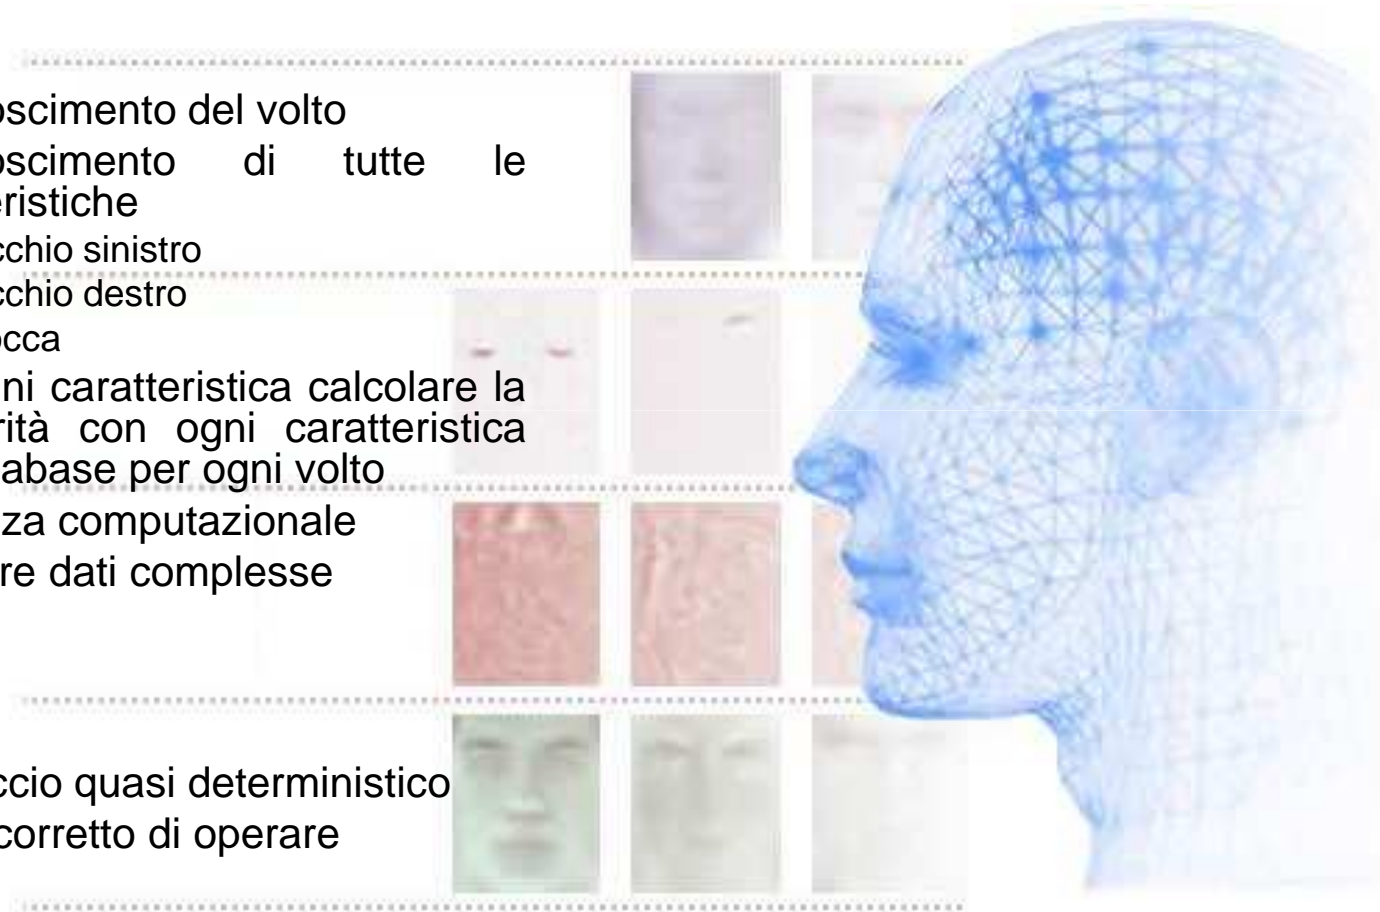 oscimento del volto
oscimento di tutte le
eristiche
cchio sinistro
cchio destro
occa
ni caratteristica calcolare la
rità con ogni caratteristica
abase per ogni volto
za computazionale
re dati complesse
ccio quasi deterministico
corretto di operare